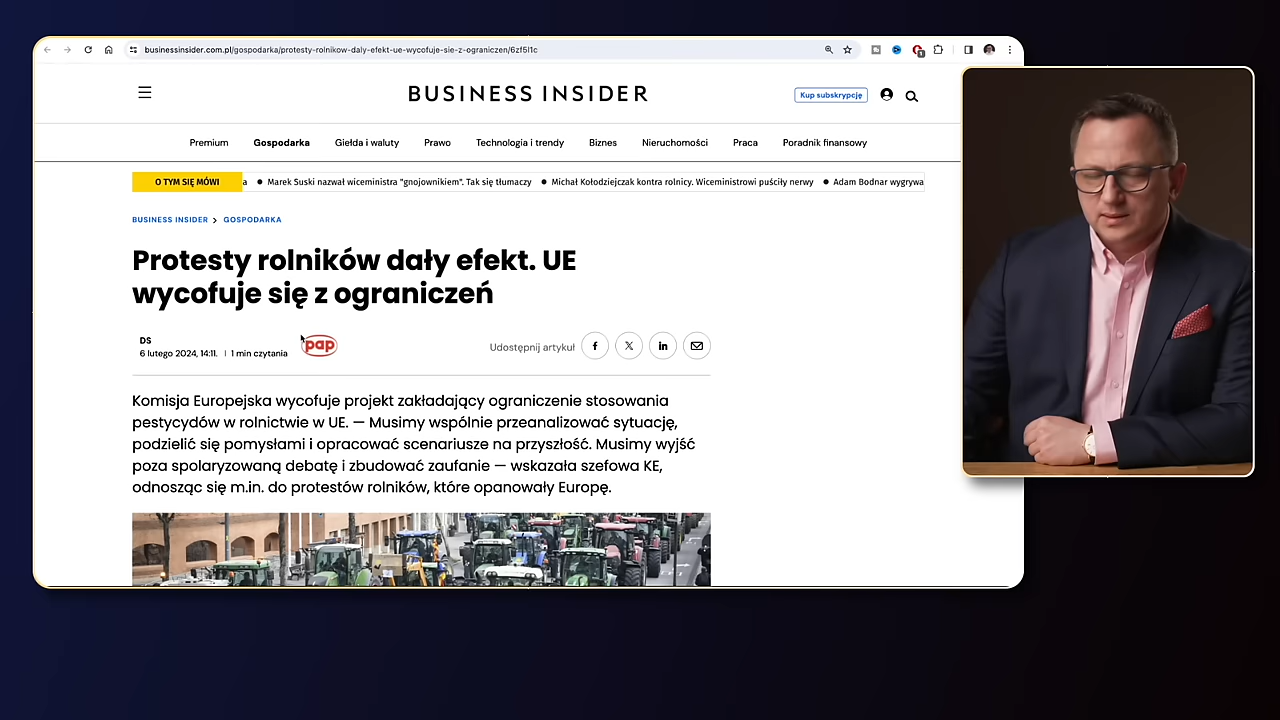 businessinsider.com.pl/gospodarka/protesty-rolnikow-daly-efekt-ue-wycofuje-sie-z-ograniczen/6zf5l1c
BUSINESS INSIDER
Kup subskrypcję
Premium Gospodarka Giełda i waluty Prawo Technologia i trendy Biznes Nieruchomości Praca Poradnik finansowy
O TYM SIĘ MÓWI a ● Marek Suski nazwał wiceministra "gnojownikiem". Tak się tłumaczy ● Michał Kołodziejczak kontra rolnicy. Wiceministrowi puściły nerwy ● Adam Bodnar wygrywa
BUSINESS INSIDER > GOSPODARKA
Protesty rolników dały efekt. UE
wycofuje się z ograniczeń
DS
6 lutego 2024, 14:11. | 1 min czytania
pap
Udostępnij artykuł
Komisja Europejska wycofuje projekt zakładający ograniczenie stosowania
pestycydów w rolnictwie w UE. — Musimy wspólnie przeanalizować sytuację,
podzielić się pomysłami i opracować scenariusze na przyszłość. Musimy wyjść
poza spolaryzowaną debatę i zbudować zaufanie — wskazała szefowa KE,
odnosząc się m.in. do protestów rolników, które opanowały Europę.